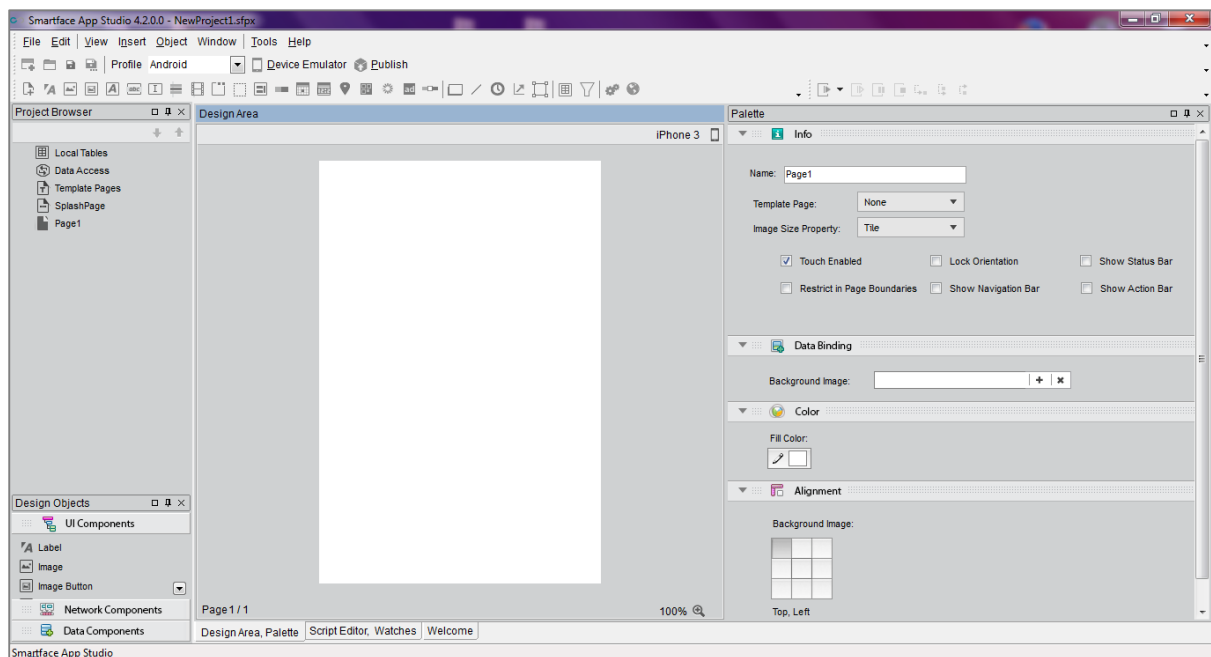 Smartface App Studio 4.2.0.0 - NewProject1.sfpx
File Edit View Insert Object Window Tools Help
Profile Android Device Emulator Publish
Project Browser
Local Tables
Data Access
Template Pages
SplashPage
Page1
Design Objects
UI Components
Label
Image
Image Button
Network Components
Data Components
Design Area
iPhone 3
Page 1 / 1 100%
Design Area, Palette Script Editor, Watches Welcome
Palette
Info
Name: Page1
Template Page: None
Image Size Property: Tile
Touch Enabled Lock Orientation Show Status Bar
Restrict in Page Boundaries Show Navigation Bar Show Action Bar
Data Binding
Background Image:
Color
Fill Color:
Alignment
Background Image:
Top, Left
Smartface App Studio